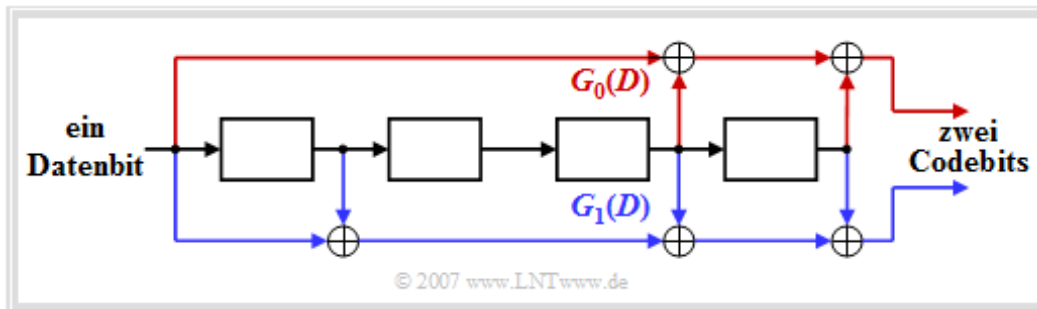 G₀(D)
ein
Datenbit
zwei
Codebits
G₁(D)
© 2007 www.LNTwww.de